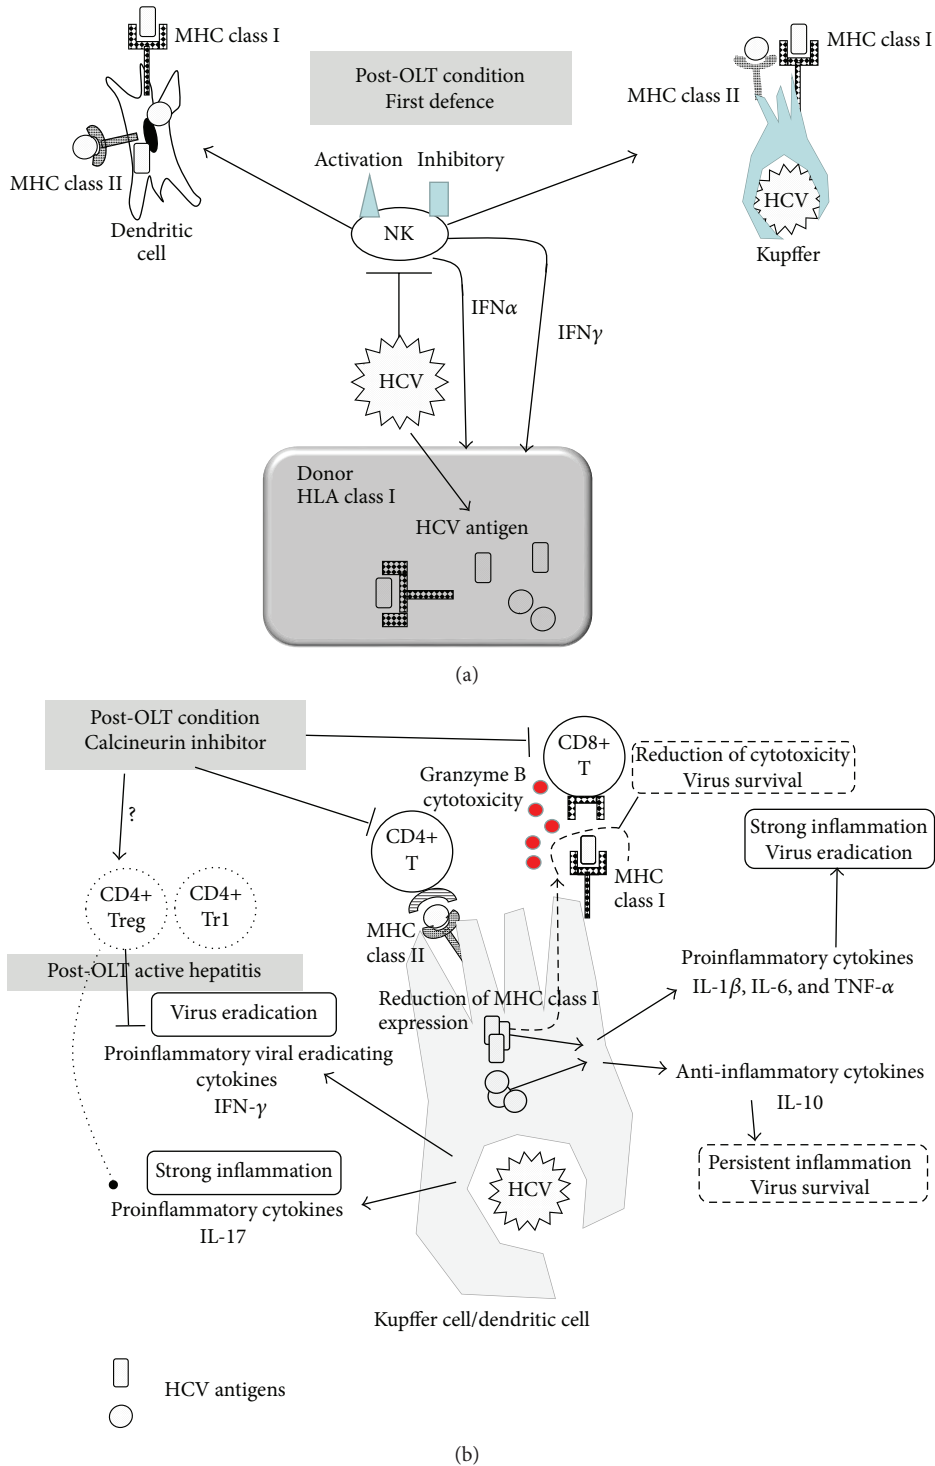 MHC class I
MHC class II
Dendritic
cell
Post-OLT condition
First defence
Activation
Inhibitory
NK
MHC class I
MHC class II
HCV
Kupffer
IFNα
IFNγ
HCV
Donor
HLA class I
HCV antigen
(a)
Post-OLT condition
Calcineurin inhibitor
CD8+
T
Reduction of cytotoxicity
Virus survival
Granzyme B
cytotoxicity
?
CD4+
T
Strong inflammation
Virus eradication
MHC
class I
CD4+
Treg
CD4+
Tr1
MHC
class II
Post-OLT active hepatitis
Proinflammatory cytokines
IL-1β, IL-6, and TNF-α
Reduction of MHC class I
expression
Virus eradication
Proinflammatory viral eradicating
cytokines
IFN-γ
Anti-inflammatory cytokines
IL-10
Persistent inflammation
Virus survival
Strong inflammation
Proinflammatory cytokines
IL-17
HCV
Kupffer cell/dendritic cell
HCV antigens
(b)